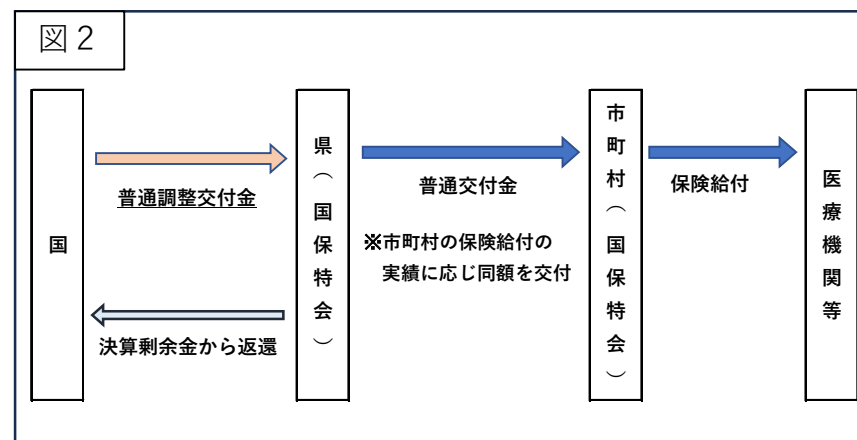 図２
国
普通調整交付金
決算剰余金から返還
県（国保特会）
普通交付金
※市町村の保険給付の
実績に応じ同額を交付
市町村（国保特会）
保険給付
医療機関等